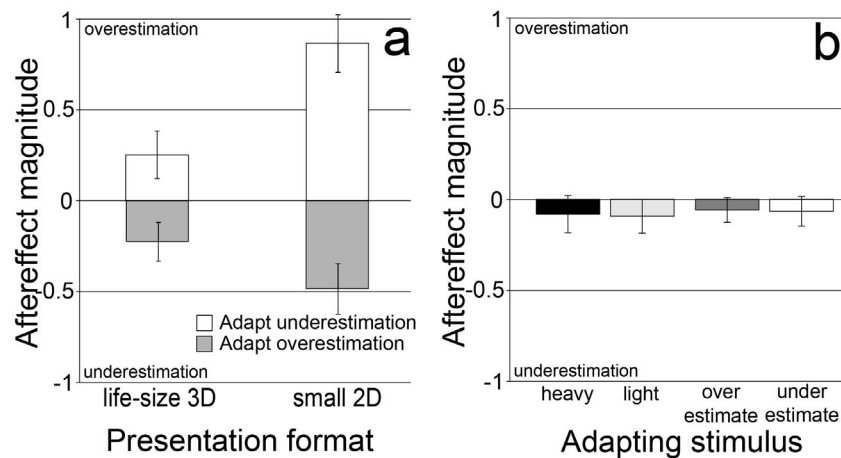 a
1
overestimation
0.5
0
-0.5
-1
underestimation
Aftereffect magnitude
Adapt underestimation
Adapt overestimation
life-size 3D
small 2D
Presentation format
b
1
overestimation
0.5
0
-0.5
-1
underestimation
Aftereffect magnitude
heavy
light
over
estimate
under
estimate
Adapting stimulus